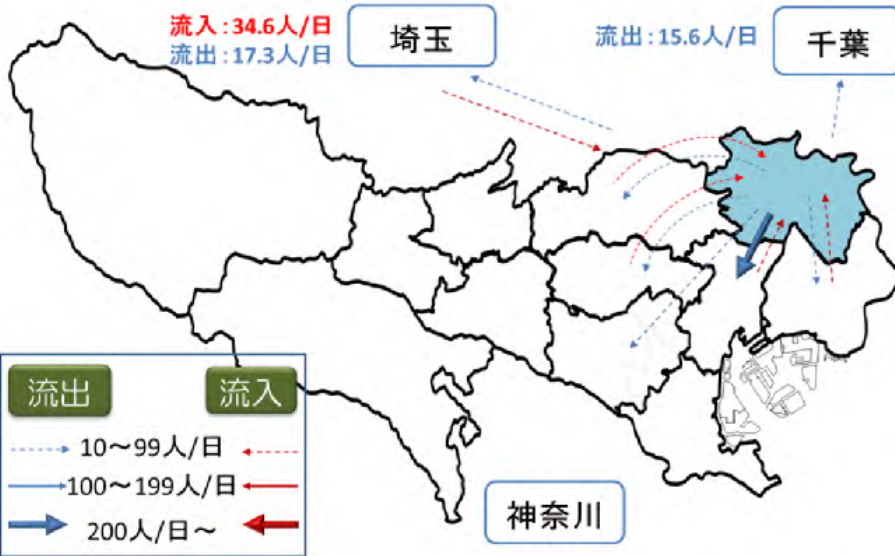 流入:34.6人/日
流出:17.3人/日
埼玉
流出:15.6人/日
千葉
流出
流入
10～99人/日
100～199人/日
200人/日～
神奈川